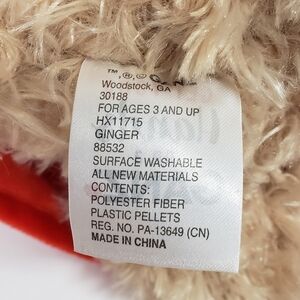 ™, ®, ©
Woodstock, GA
30188
FOR AGES 3 AND UP
HX11715
GINGER
88532
SURFACE WASHABLE
ALL NEW MATERIALS
CONTENTS:
POLYESTER FIBER
PLASTIC PELLETS
REG. NO. PA-13649 (CN)
MADE IN CHINA